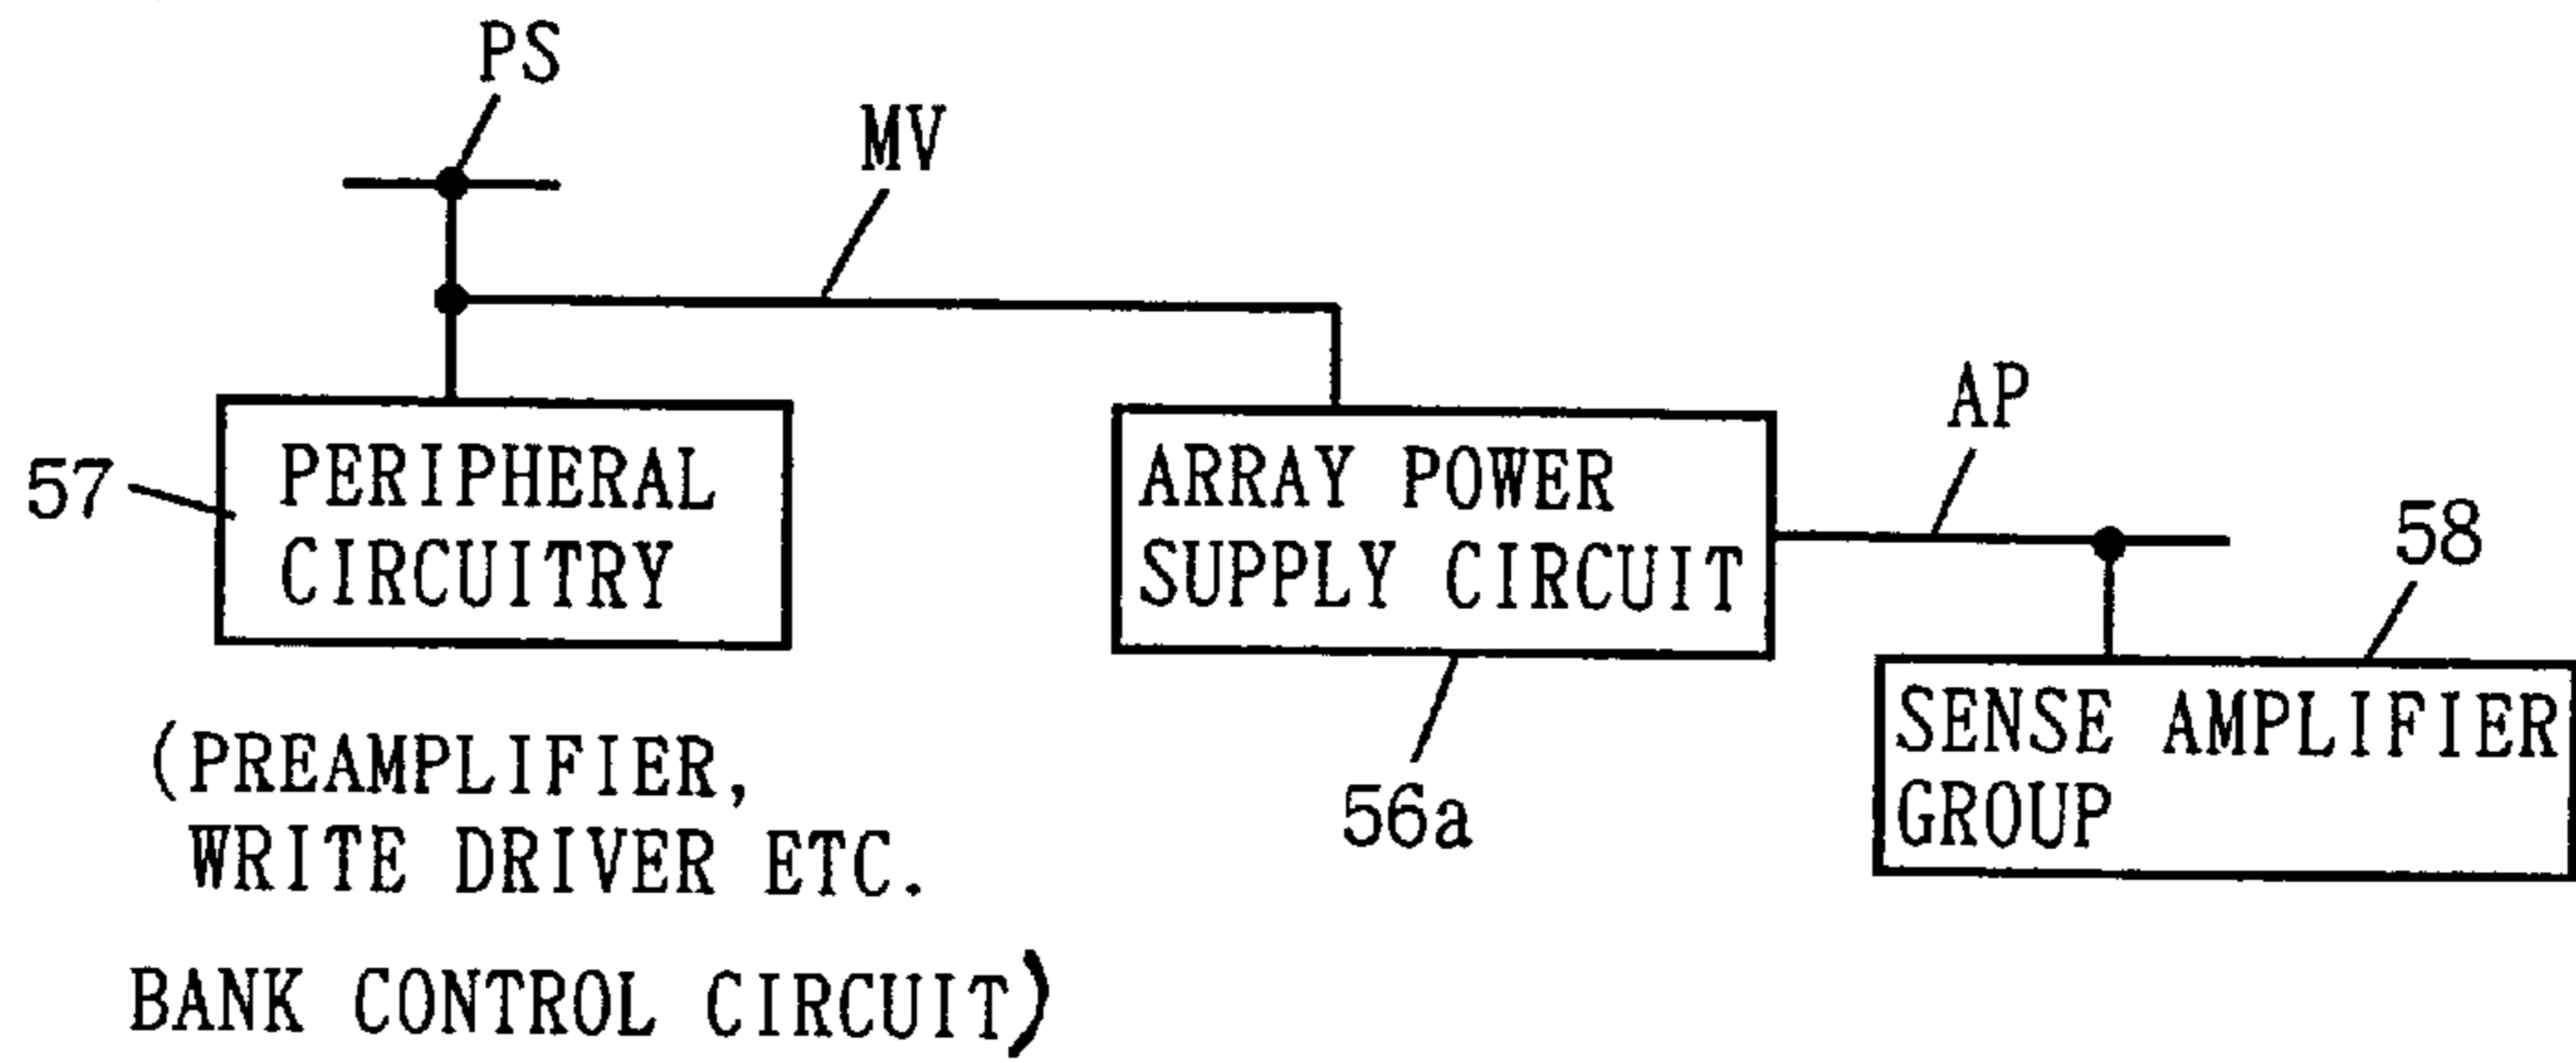 PS
MV
57
PERIPHERAL
CIRCUITRY
ARRAY POWER
SUPPLY CIRCUIT
AP
58
SENSE AMPLIFIER
GROUP
56a
(PREAMPLIFIER,
WRITE DRIVER ETC.
BANK CONTROL CIRCUIT)